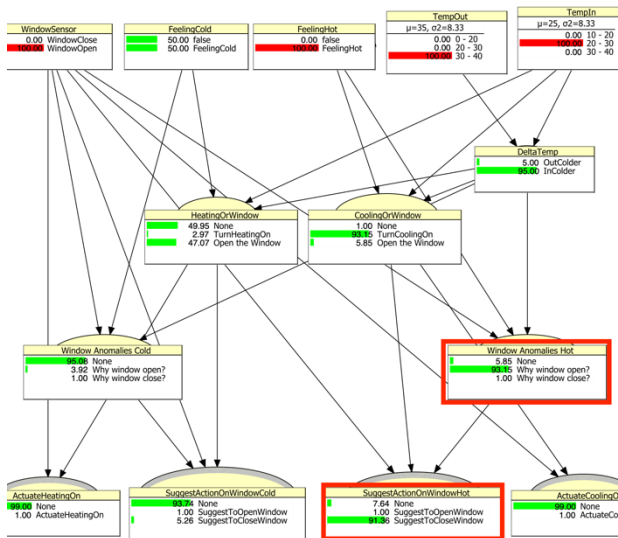 WindowSensor
0.00 WindowClose
100.00 WindowOpen
FeelingCold
50.00 false
50.00 FeelingCold
FeelingHot
0.00 false
100.00 FeelingHot
TempOut
μ=35, σ2=8.33
0.00 0 - 20
0.00 20 - 30
100.00 30 - 40
TempIn
μ=25, σ2=8.33
0.00 10 - 20
100.00 20 - 30
0.00 30 - 40
DeltaTemp
5.00 OutColder
95.00 InColder
HeatingOrWindow
49.95 None
2.97 TurnHeatingOn
47.07 Open the Window
CoolingOrWindow
1.00 None
93.15 TurnCoolingOn
5.85 Open the Window
Window Anomalies Cold
95.08 None
3.92 Why window open?
1.00 Why window close?
Window Anomalies Hot
5.85 None
93.15 Why window open?
1.00 Why window close?
ActuateHeatingOn
99.00 None
1.00 ActuateHeatingOn
SuggestActionOnWindowCold
93.74 None
1.00 SuggestToOpenWindow
5.26 SuggestToCloseWindow
SuggestActionOnWindowHot
7.64 None
1.00 SuggestToOpenWindow
91.36 SuggestToCloseWindow
ActuateCoolingO
99.00 None
1.00 ActuateCo